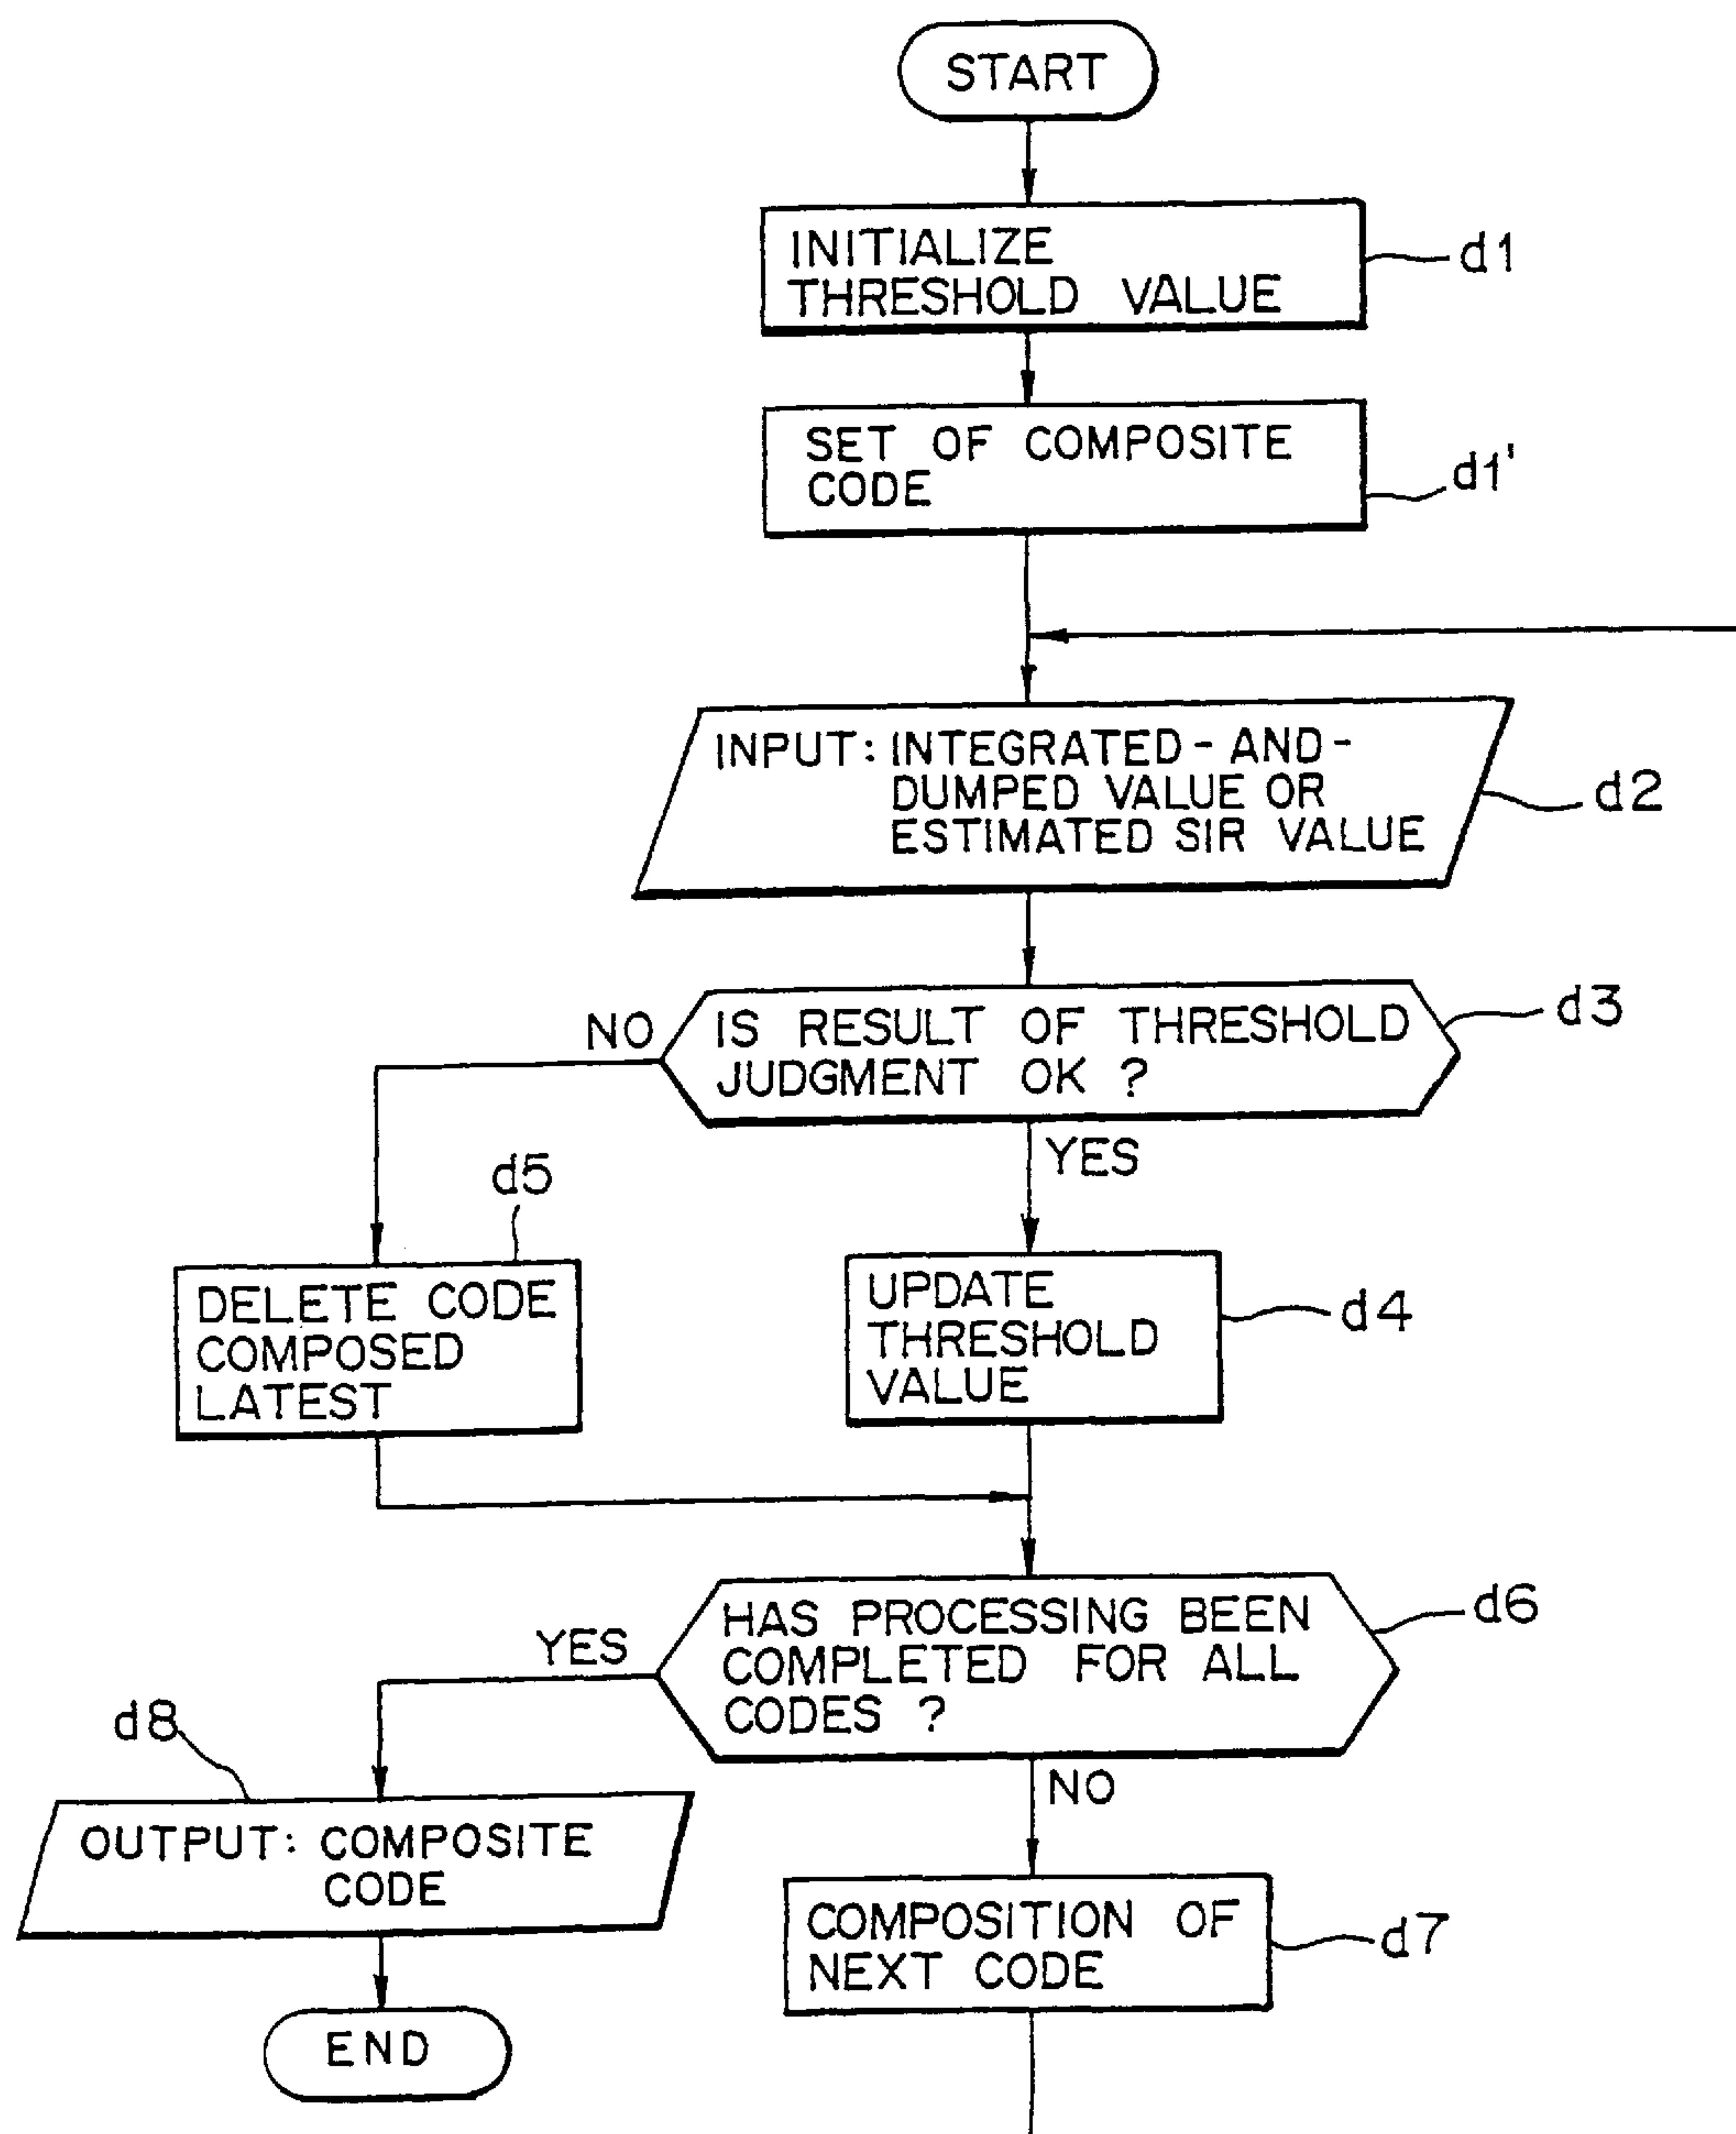 START
INITIALIZE
THRESHOLD VALUE
d1
SET OF COMPOSITE
CODE
d1'
INPUT: INTEGRATED-AND-
DUMPED VALUE OR
ESTIMATED SIR VALUE
d2
NO
IS RESULT OF THRESHOLD
JUDGMENT OK ?
d3
YES
d5
DELETE CODE
COMPOSED
LATEST
UPDATE
THRESHOLD
VALUE
d4
YES
HAS PROCESSING BEEN
COMPLETED FOR ALL
CODES ?
d6
d8
NO
OUTPUT: COMPOSITE
CODE
COMPOSITION OF
NEXT CODE
d7
END